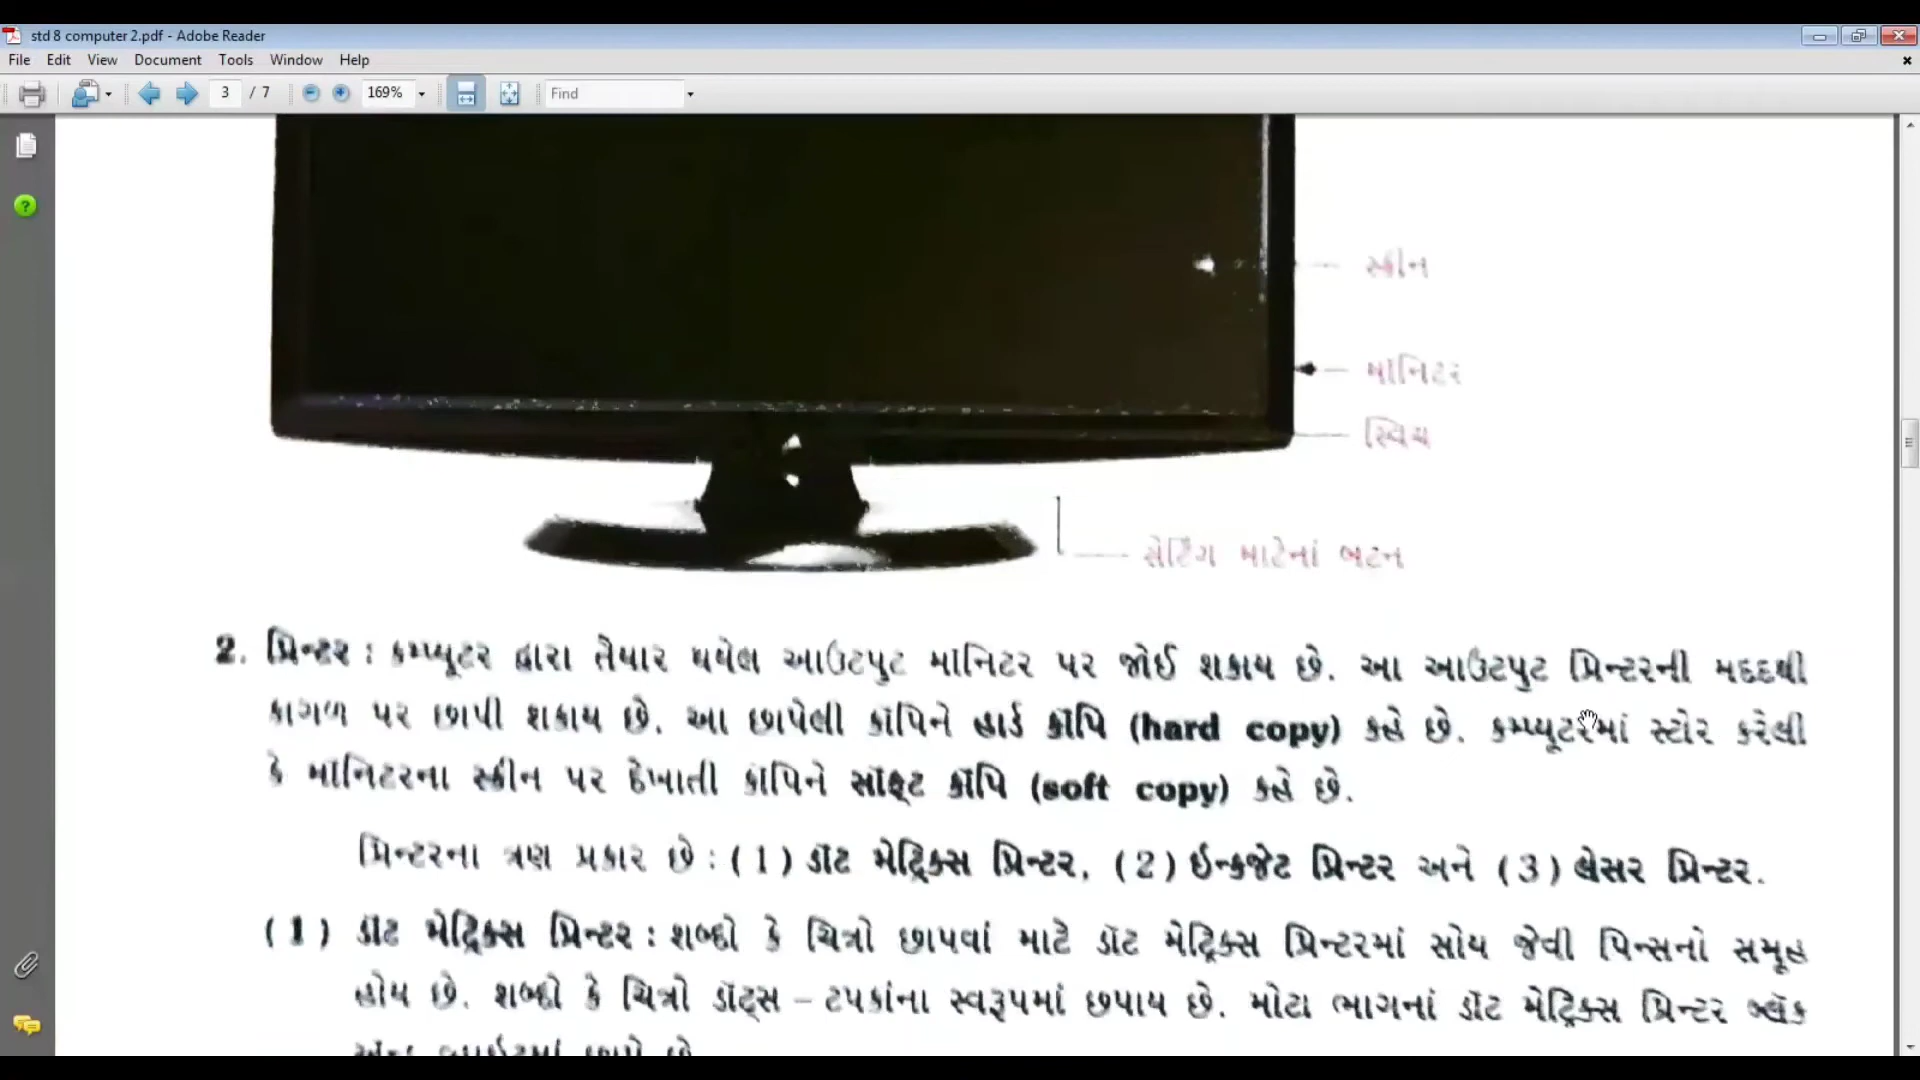 std 8 computer 2.pdf - Adobe Reader
File Edit View Document Tools Window Help
3 / 7 169% Find
સ્ક્રીન
મૉનિટર
સ્વિચ
સેટિંગ માટેનાં બટન
2. પ્રિન્ટર : કમ્પ્યૂટર દ્વારા તૈયાર થયેલ આઉટપુટ મૉનિટર પર જોઈ શકાય છે. આ આઉટપુટ પ્રિન્ટરની મદદથી
કાગળ પર છાપી શકાય છે. આ છાપેલી કૉપિને હાર્ડ કૉપિ (hard copy) કહે છે. કમ્પ્યૂટરમાં સ્ટોર કરેલી
કે મૉનિટરના સ્ક્રીન પર દેખાતી કૉપિને સૉફ્ટ કૉપિ (soft copy) કહે છે.
પ્રિન્ટરના ત્રણ પ્રકાર છે : (1) ડૉટ મેટ્રિક્સ પ્રિન્ટર, (2) ઇન્કજેટ પ્રિન્ટર અને (3) લેસર પ્રિન્ટર.
(1) ડૉટ મેટ્રિક્સ પ્રિન્ટર : શબ્દો કે ચિત્રો છાપવાં માટે ડૉટ મેટ્રિક્સ પ્રિન્ટરમાં સોય જેવી પિન્સનો સમૂહ
હોય છે. શબ્દો કે ચિત્રો ડૉટ્સ – ટપકાંના સ્વરૂપમાં છપાય છે. મોટા ભાગનાં ડૉટ મેટ્રિક્સ પ્રિન્ટર બ્લૅક